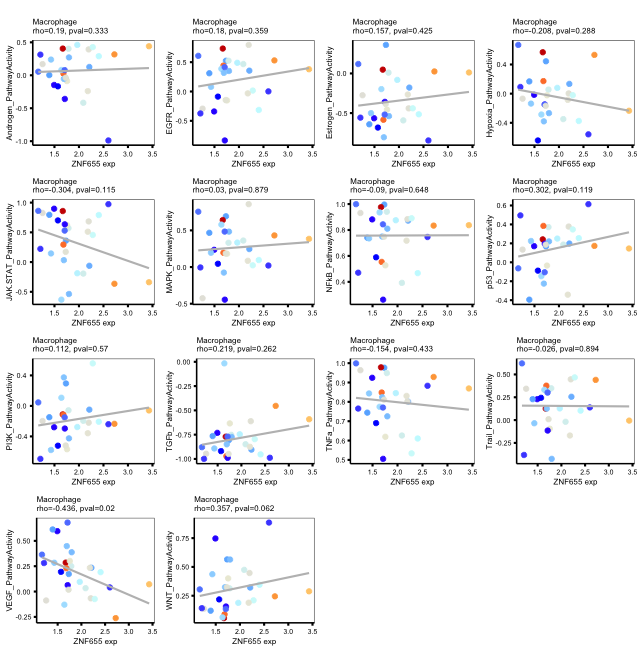 Macrophage
rho=0.19, pval=0.333
Androgen_PathwayActivity
0.5
0.0
-0.5
-1.0
1.5 2.0 2.5 3.0 3.5
ZNF655 exp
Macrophage
rho=0.18, pval=0.359
EGFR_PathwayActivity
0.5
0.0
-0.5
1.5 2.0 2.5 3.0 3.5
ZNF655 exp
Macrophage
rho=0.157, pval=0.425
Estrogen_PathwayActivity
0.0
-0.5
1.5 2.0 2.5 3.0 3.5
ZNF655 exp
Macrophage
rho=-0.208, pval=0.288
Hypoxia_PathwayActivity
0.4
0.0
-0.4
1.5 2.0 2.5 3.0 3.5
ZNF655 exp
Macrophage
rho=-0.304, pval=0.115
JAK-STAT_PathwayActivity
1.0
0.5
0.0
-0.5
1.5 2.0 2.5 3.0 3.5
ZNF655 exp
Macrophage
rho=0.03, pval=0.879
MAPK_PathwayActivity
1.0
0.5
0.0
-0.5
1.5 2.0 2.5 3.0 3.5
ZNF655 exp
Macrophage
rho=-0.09, pval=0.648
NFkB_PathwayActivity
1.0
0.8
0.6
0.4
1.5 2.0 2.5 3.0 3.5
ZNF655 exp
Macrophage
rho=0.302, pval=0.119
p53_PathwayActivity
0.6
0.4
0.2
0.0
-0.2
-0.4
1.5 2.0 2.5 3.0 3.5
ZNF655 exp
Macrophage
rho=0.112, pval=0.57
PI3K_PathwayActivity
0.4
0.0
-0.4
1.5 2.0 2.5 3.0 3.5
ZNF655 exp
Macrophage
rho=0.219, pval=0.262
TGFb_PathwayActivity
0.00
-0.25
-0.50
-0.75
-1.00
1.5 2.0 2.5 3.0 3.5
ZNF655 exp
Macrophage
rho=-0.154, pval=0.433
TNFa_PathwayActivity
1.0
0.9
0.8
0.7
0.6
0.5
1.5 2.0 2.5 3.0 3.5
ZNF655 exp
Macrophage
rho=-0.026, pval=0.894
Trail_PathwayActivity
0.50
0.25
0.00
-0.25
1.5 2.0 2.5 3.0 3.5
ZNF655 exp
Macrophage
rho=-0.436, pval=0.02
VEGF_PathwayActivity
0.50
0.25
0.00
-0.25
1.5 2.0 2.5 3.0 3.5
ZNF655 exp
Macrophage
rho=0.357, pval=0.062
WNT_PathwayActivity
0.75
0.50
0.25
1.5 2.0 2.5 3.0 3.5
ZNF655 exp